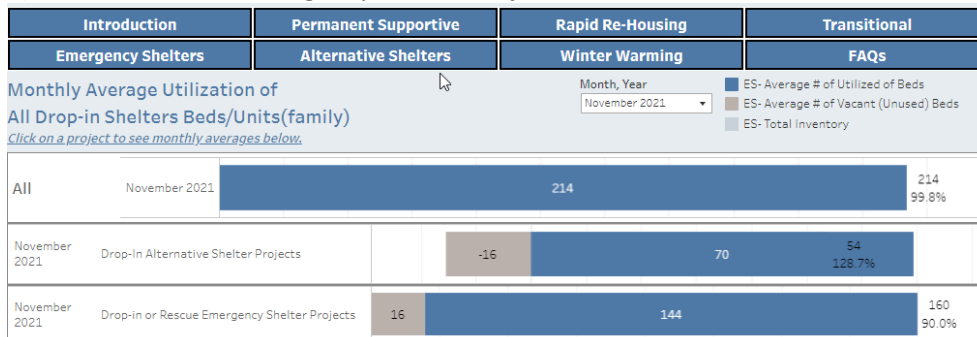 Introduction Permanent Supportive Rapid Re-Housing Transitional
Emergency Shelters Alternative Shelters Winter Warming FAQs
Monthly Average Utilization of
All Drop-in Shelters Beds/Units(family)
Click on a project to see monthly averages below.
Month, Year
November 2021
ES- Average # of Utilized of Beds
ES- Average # of Vacant (Unused) Beds
ES- Total Inventory
All November 2021 214 214
99.8%
November
2021
Drop-In Alternative Shelter Projects -16 70 54
128.7%
November
2021
Drop-in or Rescue Emergency Shelter Projects 16 144 160
90.0%